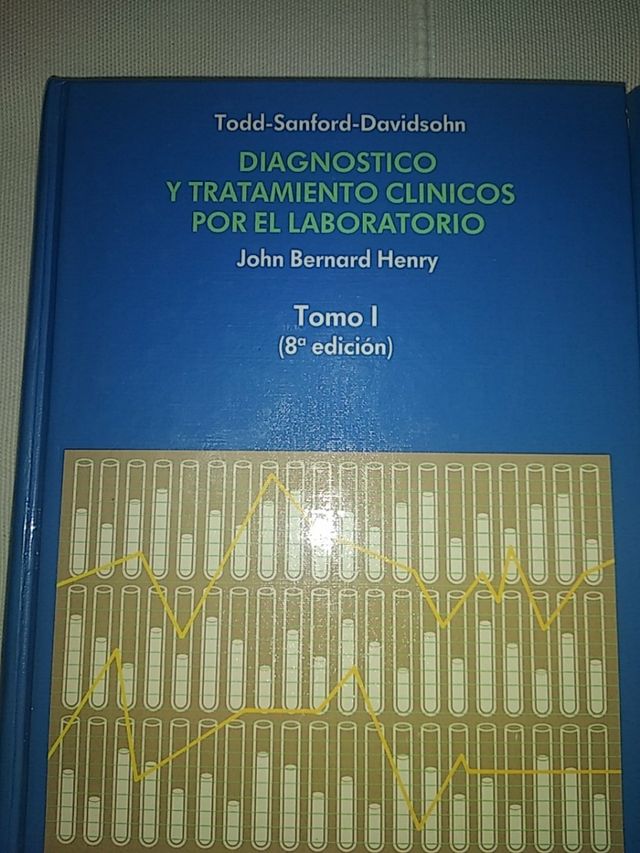 Todd-Sanford-Davidsohn
DIAGNOSTICO
Y TRATAMIENTO CLINICOS
POR EL LABORATORIO
John Bernard Henry
Tomo I
(8ª edición)